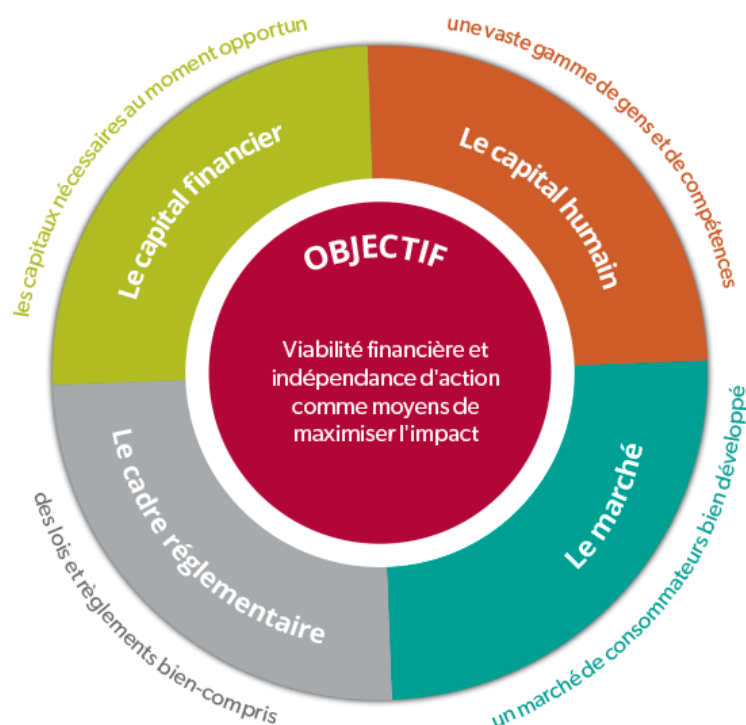 les capitaux nécessaires au moment opportun
une vaste gamme de gens et de compétences
Le capital financier
Le capital humain
OBJECTIF
Viabilité financière et
indépendance d'action
comme moyens de
maximiser l'impact
Le cadre réglementaire
Le marché
des lois et règlements bien-compris
un marché de consommateurs bien développé